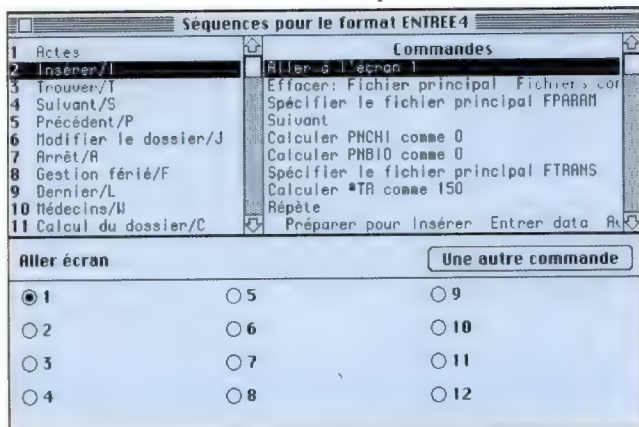 Séquences pour le format ENTREE4
1 Actes
2 Insérer/I
3 Trouver/T
4 Suivant/S
5 Précédent/P
6 Modifier le dossier/J
7 Arrêt/A
8 Gestion férié/F
9 Dernier/L
10 Médecins/W
11 Calcul du dossier/C
Commandes
Aller à l'écran 1
Effacer: Fichier principal Fichiers cor
Spécifier le fichier principal FPARAM
Suivant
Calculer PNCHI comme 0
Calculer PNBIO comme 0
Spécifier le fichier principal FTRANS
Calculer *TR comme 150
Répète
Préparer pour Insérer Entrer data
Aller écran
Une autre commande
1 5 9
2 6 10
3 7 11
4 8 12